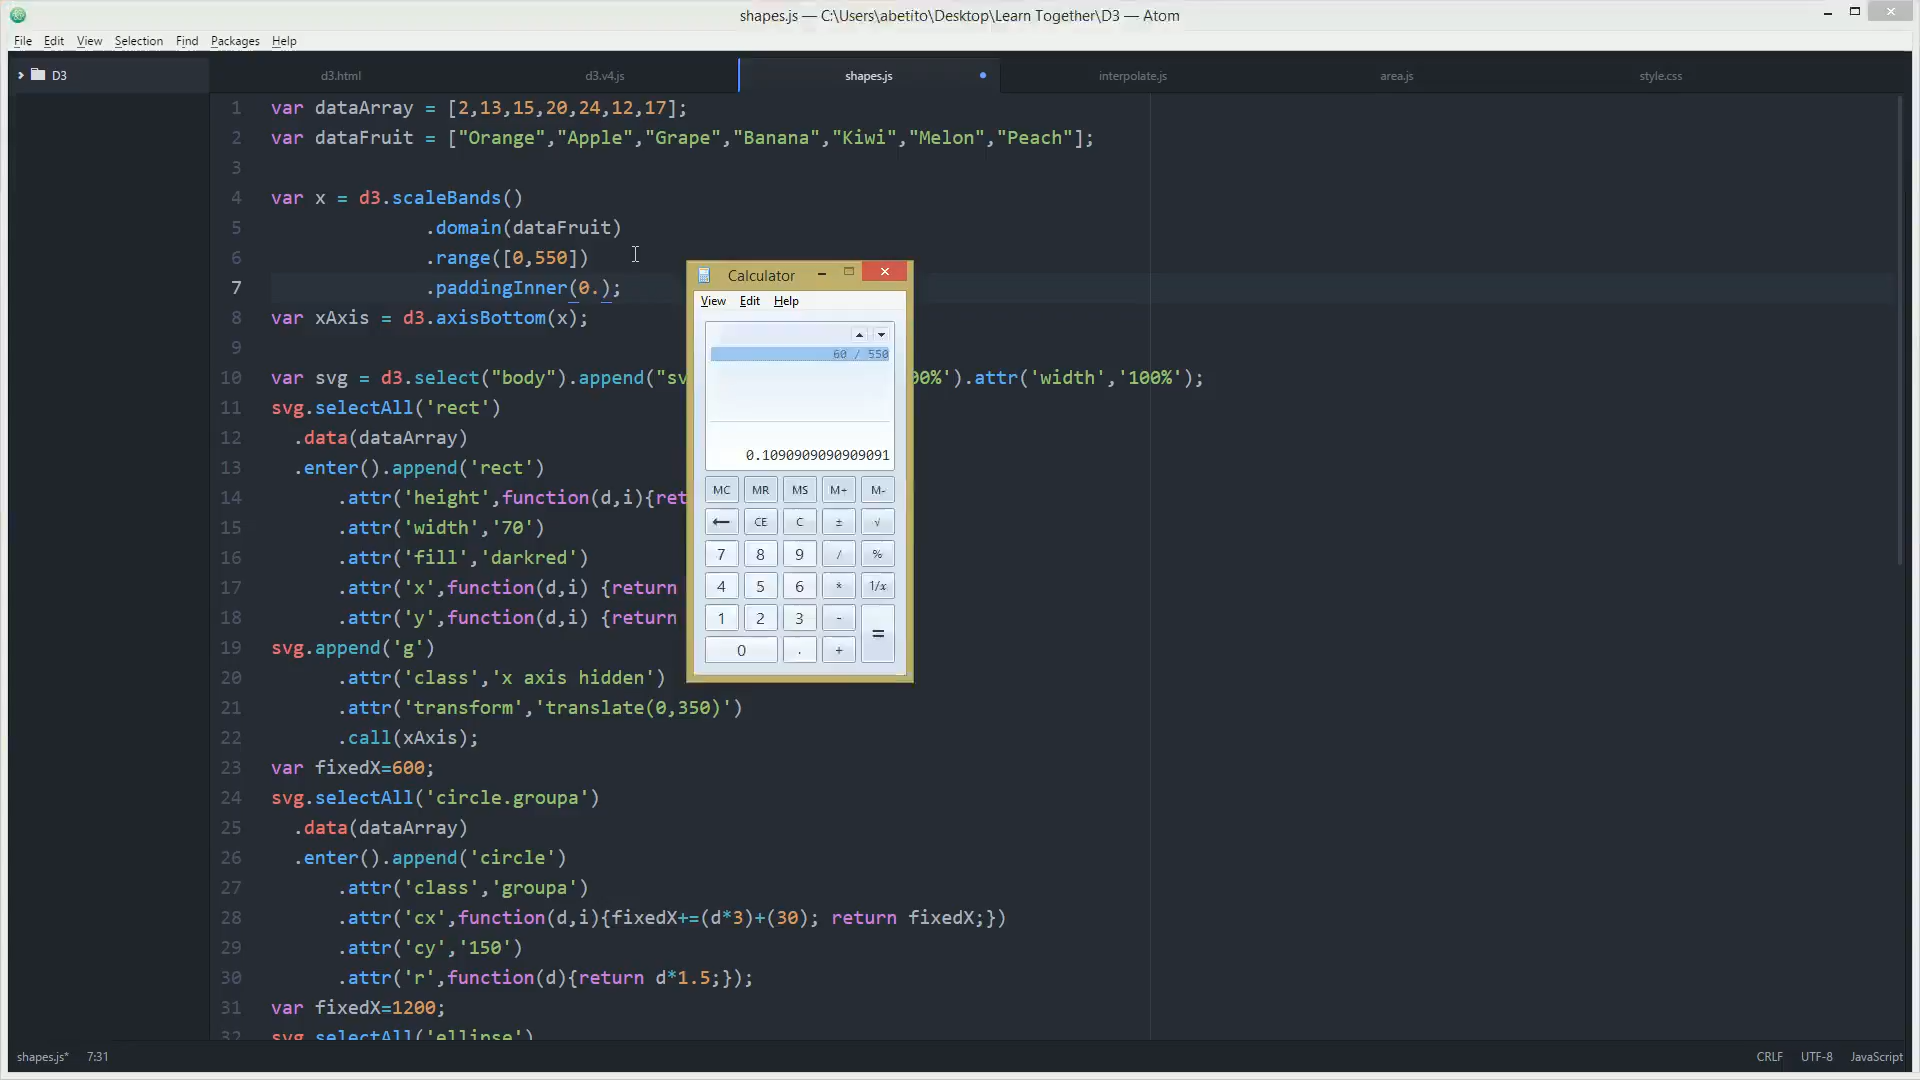 shapes.js — C:\Users\abetito\Desktop\Learn Together\D3 — Atom
File Edit View Selection Find Packages Help
D3
d3.html d3.v4.js shapes.js interpolate.js area.js style.css
1 var dataArray = [2,13,15,20,24,12,17];
2 var dataFruit = ["Orange","Apple","Grape","Banana","Kiwi","Melon","Peach"];
3
4 var x = d3.scaleBands()
5 .domain(dataFruit)
6 .range([0,550])
7 .paddingInner(0.);
8 var xAxis = d3.axisBottom(x);
9
10 var svg = d3.select("body").append("sv 00%').attr('width','100%');
11 svg.selectAll('rect')
12 .data(dataArray)
13 .enter().append('rect')
14 .attr('height',function(d,i){ret
15 .attr('width','70')
16 .attr('fill','darkred')
17 .attr('x',function(d,i) {return
18 .attr('y',function(d,i) {return
19 svg.append('g')
20 .attr('class','x axis hidden')
21 .attr('transform','translate(0,350)')
22 .call(xAxis);
23 var fixedX=600;
24 svg.selectAll('circle.groupa')
25 .data(dataArray)
26 .enter().append('circle')
27 .attr('class','groupa')
28 .attr('cx',function(d,i){fixedX+=(d*3)+(30); return fixedX;})
29 .attr('cy','150')
30 .attr('r',function(d){return d*1.5;});
31 var fixedX=1200;
32 svg.selectAll('ellipse')
Calculator
View Edit Help
60 / 550
0.1090909090909091
MC MR MS M+ M-
← CE C ± √
7 8 9 / %
4 5 6 * 1/x
1 2 3 - =
0 . +
shapes.js* 7:31 CRLF UTF-8 JavaScript